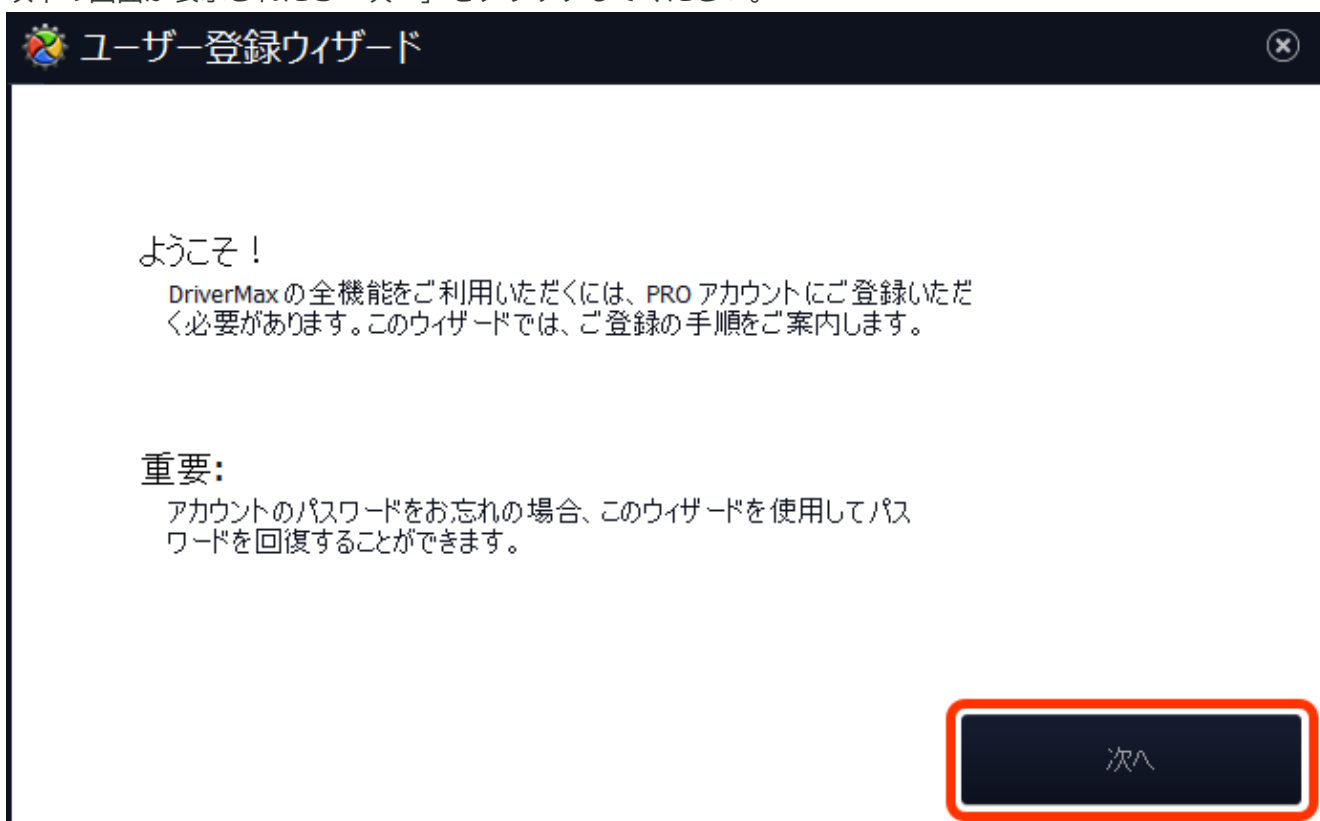 ユーザー登録ウィザード
ようこそ！
DriverMax の全機能をご利用いただくには、PRO アカウントにご登録いただ
く必要があります。このウィザードでは、ご登録の手順をご案内します。
重要:
アカウントのパスワードをお忘れの場合、このウィザードを使用してパス
ワードを回復することができます。
次へ